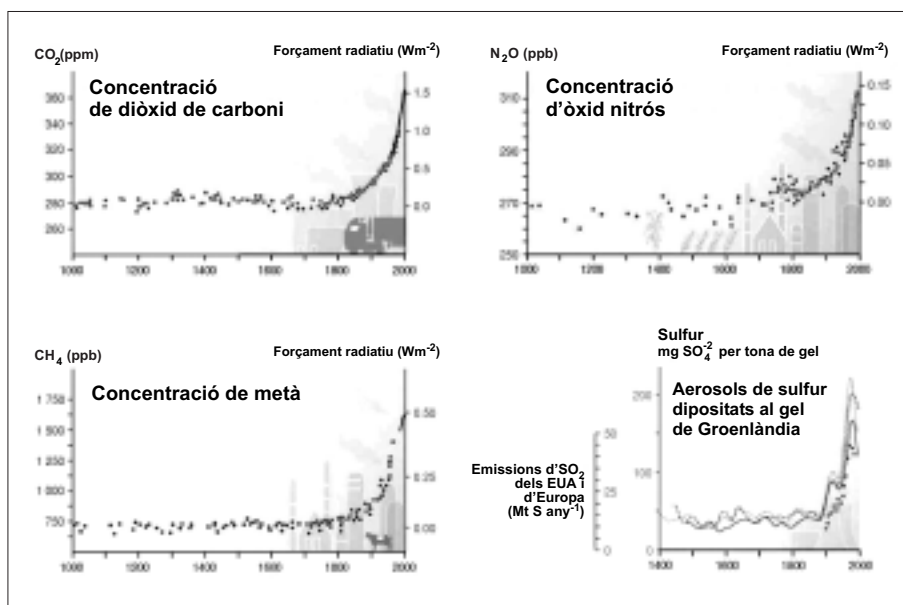 CO2(ppm)
Forçament radiatiu (Wm-2)
Concentració
de diòxid de carboni
360
340
320
300
280
260
1.5
1.0
0.5
0.0
1000 1200 1400 1600 1800 2000
N2O (ppb)
Forçament radiatiu (Wm-2)
Concentració
d'òxid nitrós
310
290
270
250
0.15
0.10
0.05
0.00
1000 1200 1400 1600 1800 2000
CH4 (ppb)
Forçament radiatiu (Wm-2)
Concentració de metà
1 750
1 500
1 250
1 000
750
0.50
0.25
0.00
1000 1200 1400 1600 1800 2000
Sulfur
mg SO4-2 per tona de gel
Aerosols de sulfur
dipositats al gel
de Groenlàndia
200
100
0
50
25
0
Emissions d'SO2
dels EUA i
d'Europa
(Mt S any-1)
1400 1600 1800 2000